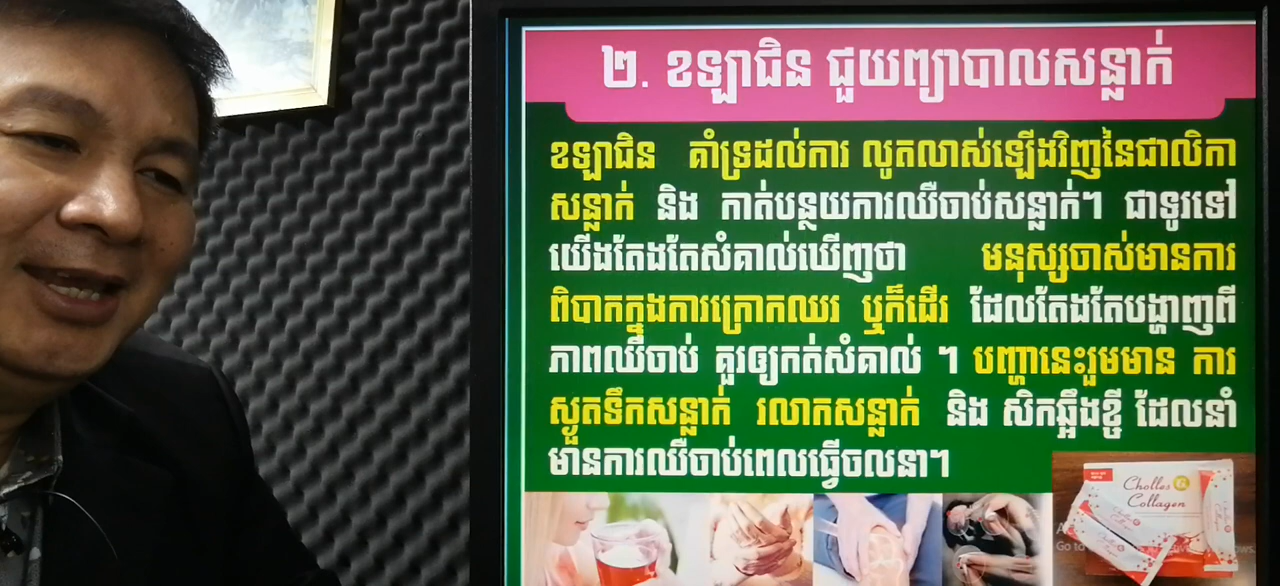 ២. ខឡាជិន ជួយព្យាបាលសន្លាក់
ខឡាជិន គាំទ្រដល់ការ លូតលាស់ឡើងវិញនៃជាលិកា
សន្លាក់ និង កាត់បន្ថយការឈឺចាប់សន្លាក់ៗ ជាទូរទៅ
យើងតែងតែសំគាល់ឃើញថា មនុស្សចាស់មានការ
ពិបាកក្នុងការក្រោកឈរ ឬក៏ដើរ ដែលតែងតែបង្ហាញពី
ភាពឈឺចាប់ គួរឲ្យកត់សំគាល់ ។ បញ្ហានេះរួមមាន ការ
ស្ងួតទឹកសន្លាក់ រលាកសន្លាក់ និង សិកឆ្អឹងខ្ចី ដែលនាំ
មានការឈឺចាប់ពេលធ្វើចលនា។
Cholles
Collagen
Go to